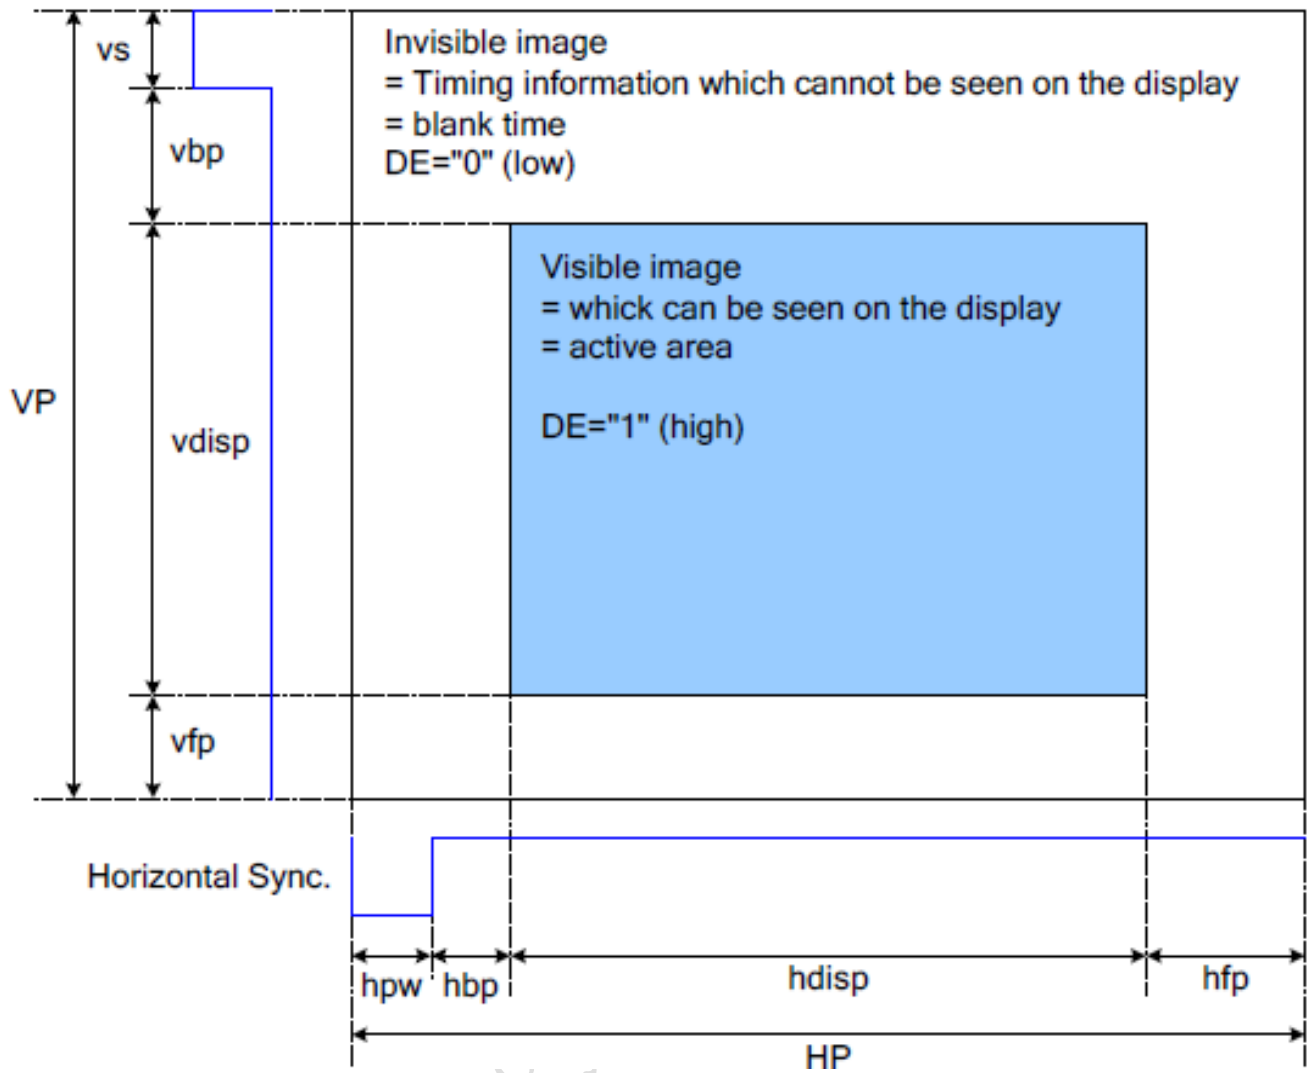 vs
Invisible image
= Timing information which cannot be seen on the display
= blank time
DE="0" (low)
vbp
Visible image
= whick can be seen on the display
= active area
DE="1" (high)
VP
vdisp
vfp
Horizontal Sync.
hpw
hbp
hdisp
hfp
HP